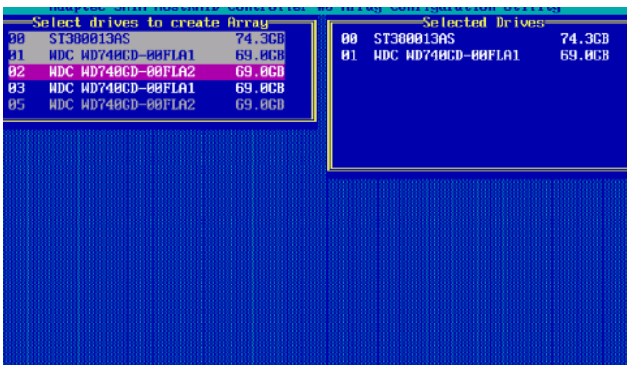 Select drives to create Array
00 ST380013AS 74.3GB
01 WDC WD740GD-00FLA1 69.0GB
02 WDC WD740GD-00FLA2 69.0GB
03 WDC WD740GD-00FLA1 69.0GB
05 WDC WD740GD-00FLA2 69.0GB
Selected Drives
00 ST380013AS 74.3GB
01 WDC WD740GD-00FLA1 69.0GB